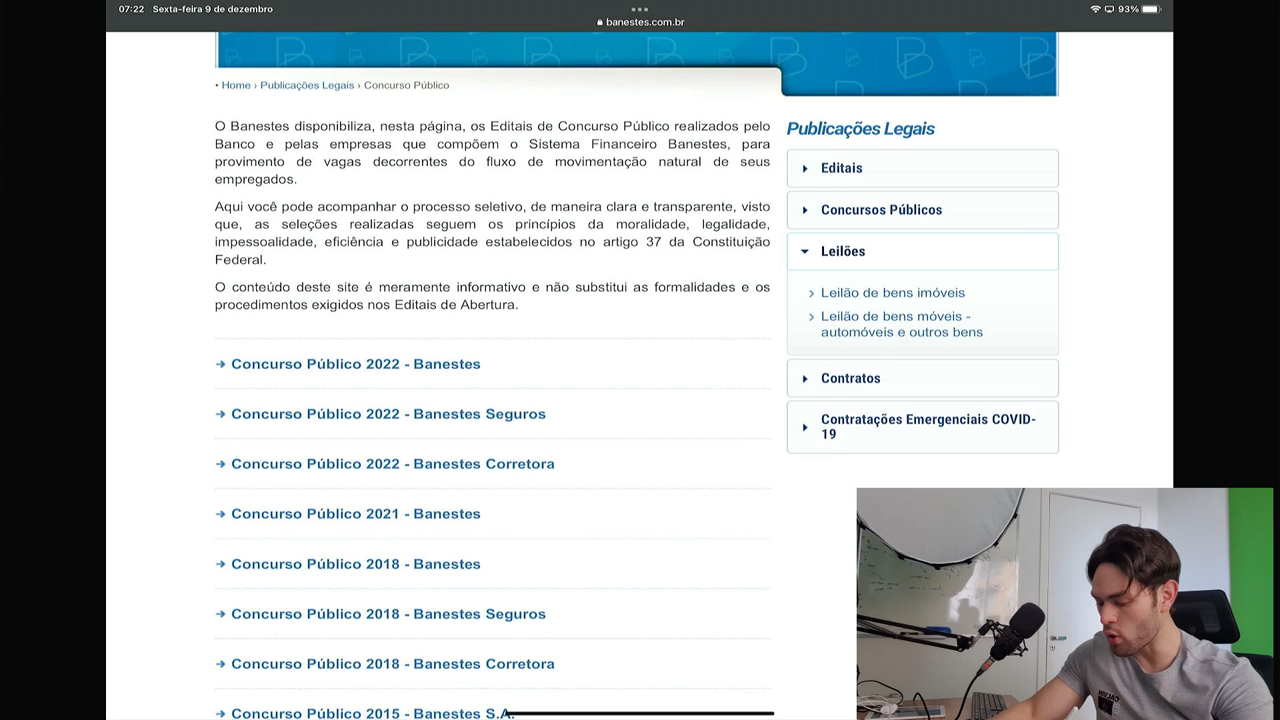 07:22 Sexta-feira 9 de dezembro
93%
banestes.com.br
• Home › Publicações Legais › Concurso Público
O Banestes disponibiliza, nesta página, os Editais de Concurso Público realizados pelo
Banco e pelas empresas que compõem o Sistema Financeiro Banestes, para
provimento de vagas decorrentes do fluxo de movimentação natural de seus
empregados.
Aqui você pode acompanhar o processo seletivo, de maneira clara e transparente, visto
que, as seleções realizadas seguem os princípios da moralidade, legalidade,
impessoalidade, eficiência e publicidade estabelecidos no artigo 37 da Constituição
Federal.
O conteúdo deste site é meramente informativo e não substitui as formalidades e os
procedimentos exigidos nos Editais de Abertura.
Concurso Público 2022 - Banestes
Concurso Público 2022 - Banestes Seguros
Concurso Público 2022 - Banestes Corretora
Concurso Público 2021 - Banestes
Concurso Público 2018 - Banestes
Concurso Público 2018 - Banestes Seguros
Concurso Público 2018 - Banestes Corretora
Concurso Público 2015 - Banestes S.A.
Publicações Legais
Editais
Concursos Públicos
Leilões
Leilão de bens imóveis
Leilão de bens móveis -
automóveis e outros bens
Contratos
Contratações Emergenciais COVID-
19